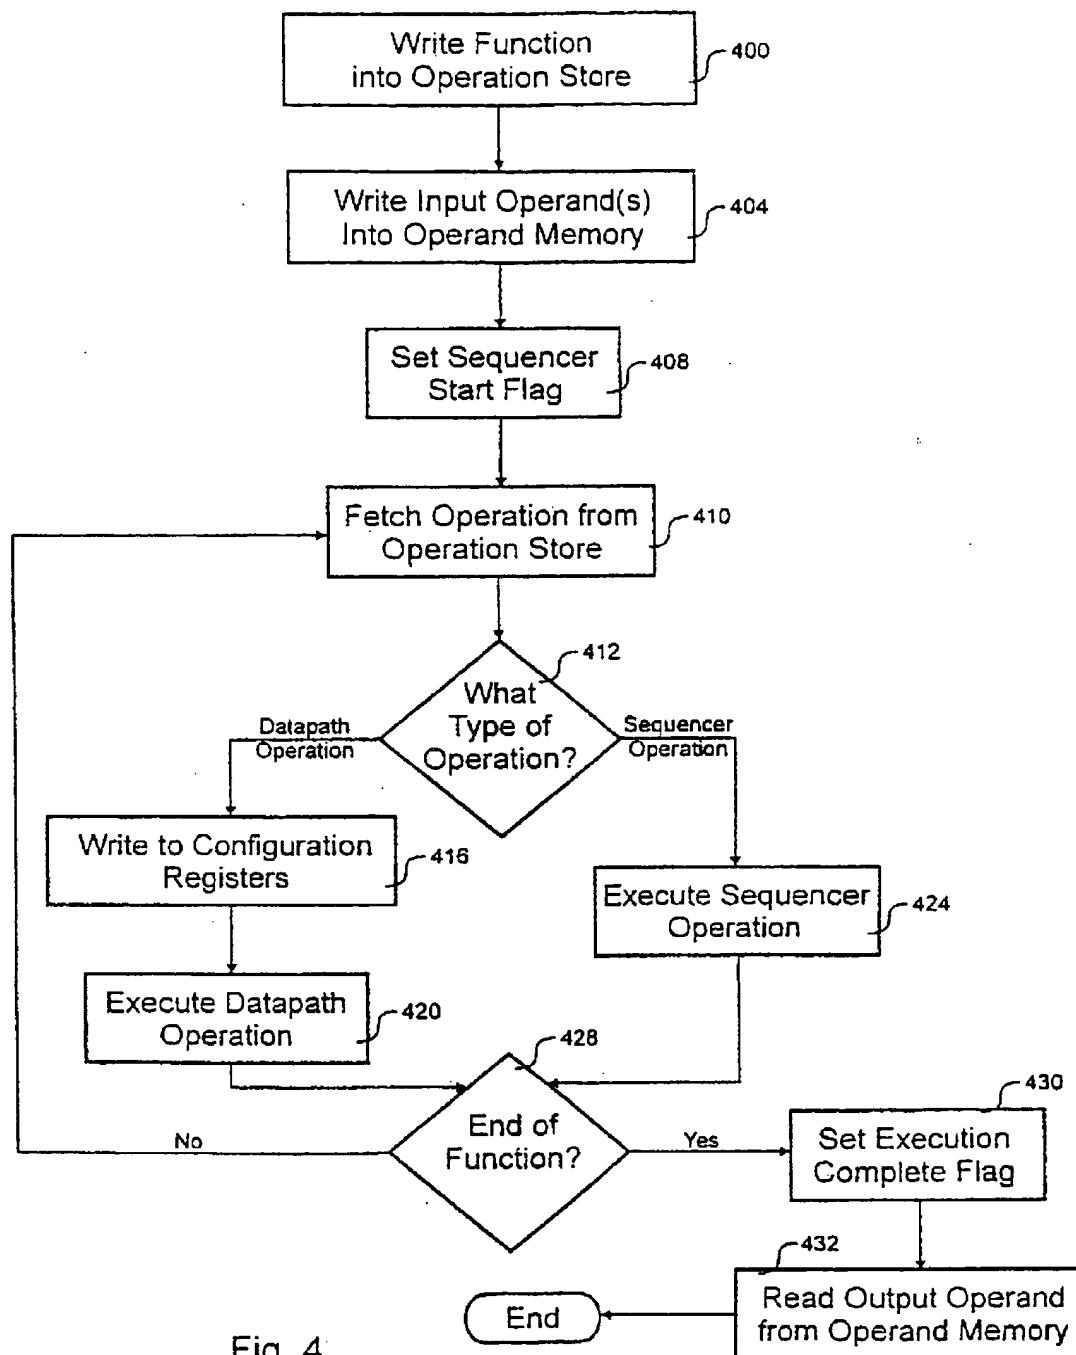 Write Function
into Operation Store
400
Write Input Operand(s)
Into Operand Memory
404
Set Sequencer
Start Flag
408
Fetch Operation from
Operation Store
410
412
What
Type of
Operation?
Datapath
Operation
Sequencer
Operation
Write to Configuration
Registers
416
Execute Sequencer
Operation
424
Execute Datapath
Operation
420
428
End of
Function?
No
Yes
430
Set Execution
Complete Flag
432
Read Output Operand
from Operand Memory
End
Fig. 4